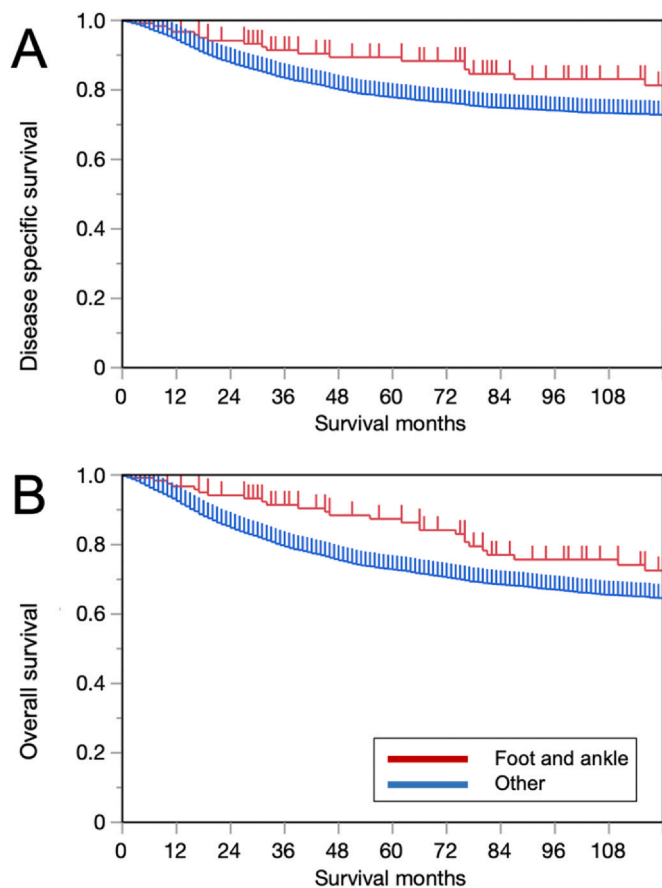 A
1.0
0.8
0.6
0.4
0.2
0
Disease specific survival
0 12 24 36 48 60 72 84 96 108
Survival months
B
1.0
0.8
0.6
0.4
0.2
0
Overall survival
Foot and ankle
Other
0 12 24 36 48 60 72 84 96 108
Survival months